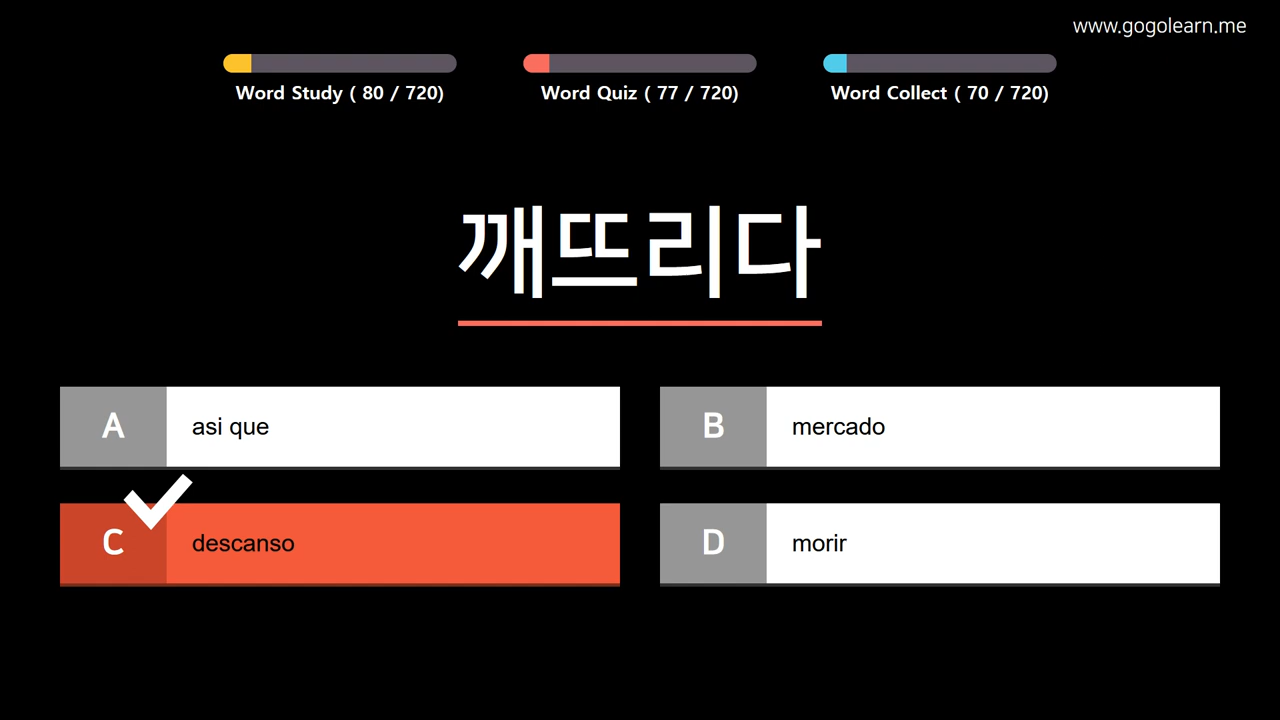 www.gogolearn.me
Word Study ( 80 / 720)
Word Quiz ( 77 / 720)
Word Collect ( 70 / 720)
깨뜨리다
A
asi que
B
mercado
C
descanso
D
morir